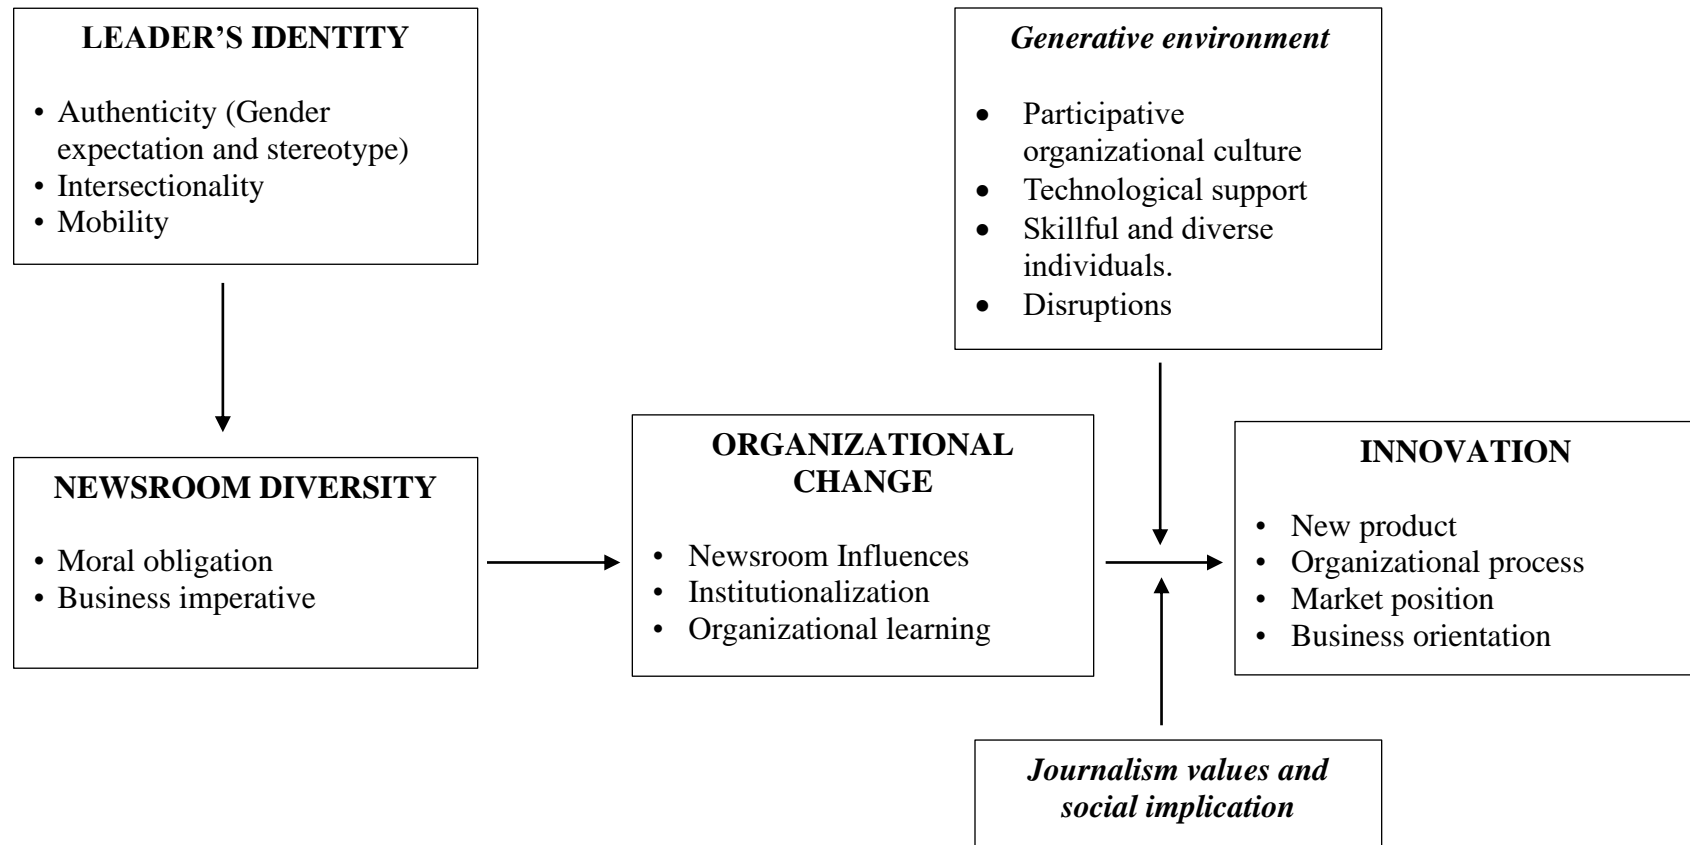 LEADER’S IDENTITY
• Authenticity (Gender
expectation and stereotype)
• Intersectionality
• Mobility
Generative environment
• Participative
organizational culture
• Technological support
• Skillful and diverse
individuals.
• Disruptions
NEWSROOM DIVERSITY
• Moral obligation
• Business imperative
ORGANIZATIONAL
CHANGE
• Newsroom Influences
• Institutionalization
• Organizational learning
INNOVATION
• New product
• Organizational process
• Market position
• Business orientation
Journalism values and
social implication